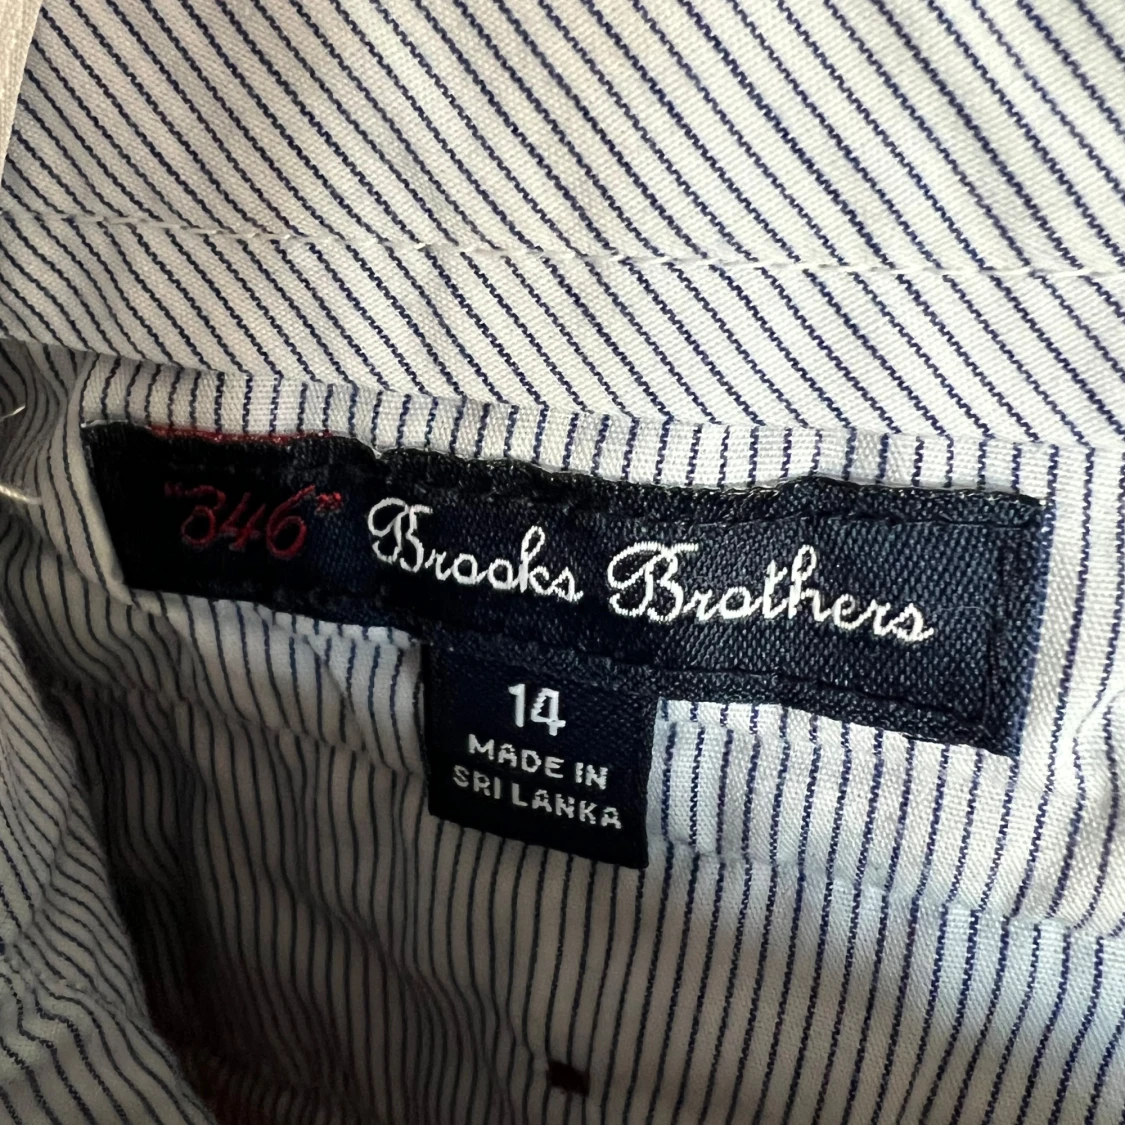 "346" Brooks Brothers
14
MADE IN
SRI LANKA